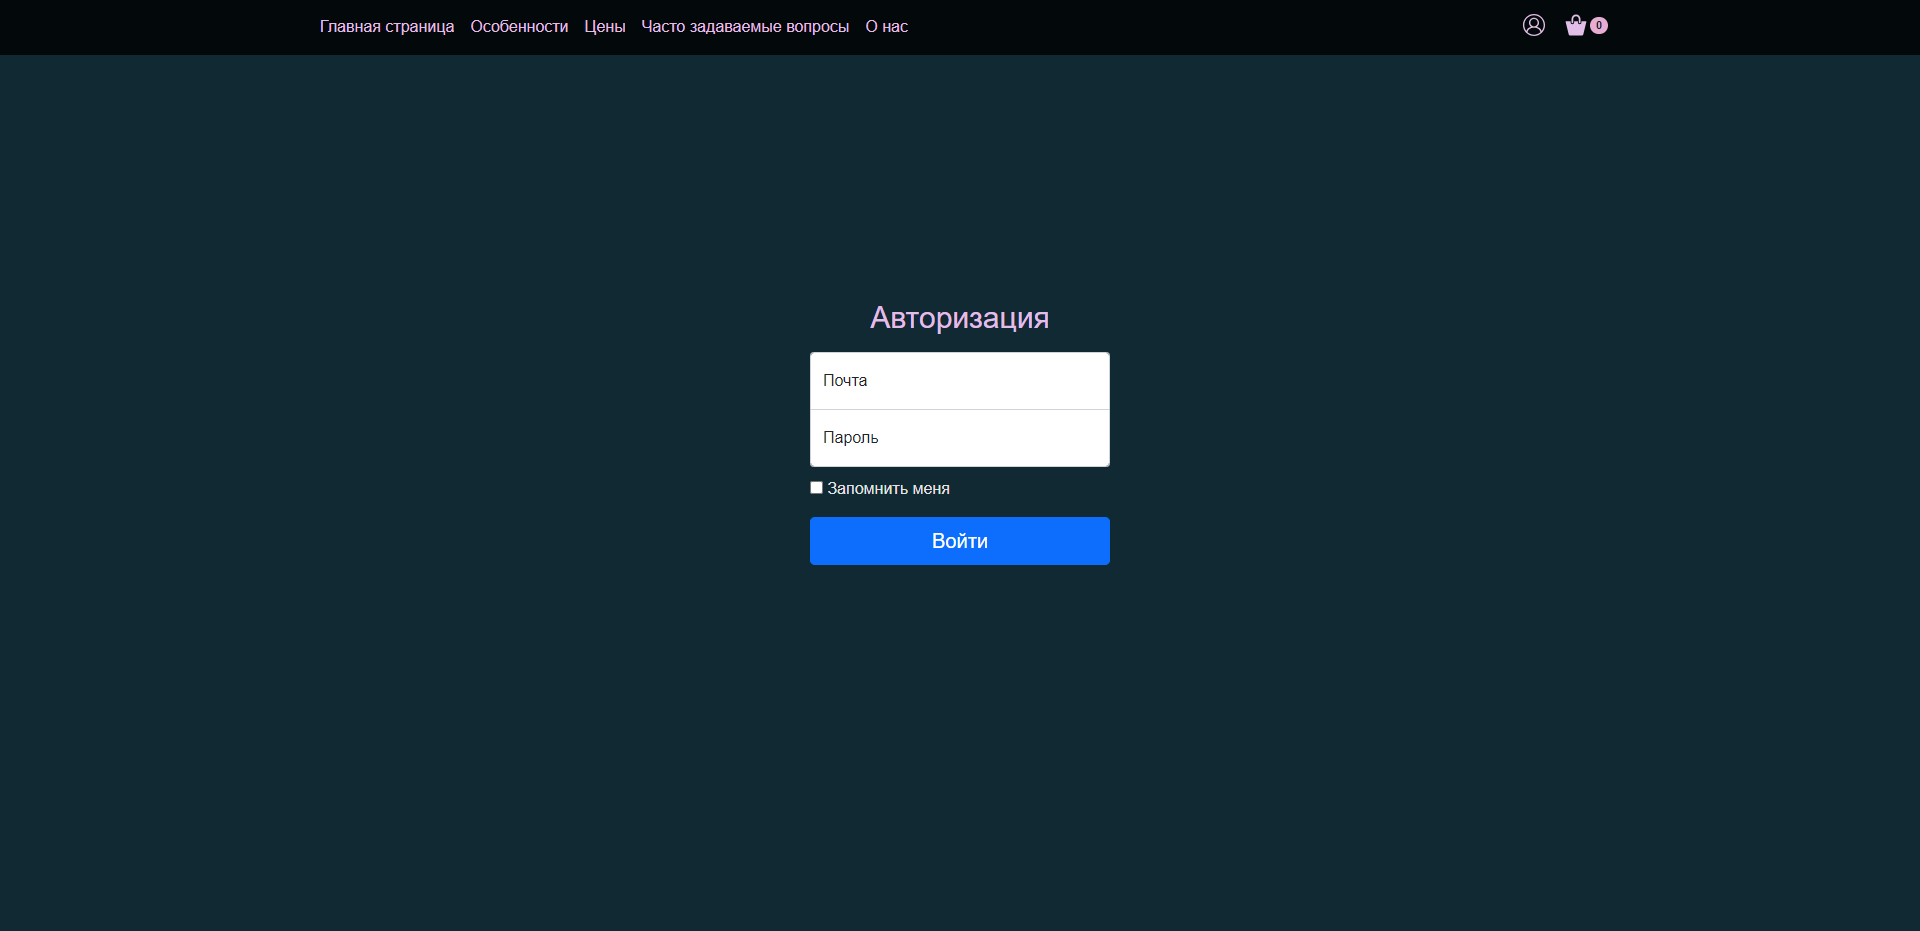 Главная страница Особенности Цены Часто задаваемые вопросы О нас 0
Авторизация
Почта
Пароль
Запомнить меня
Войти